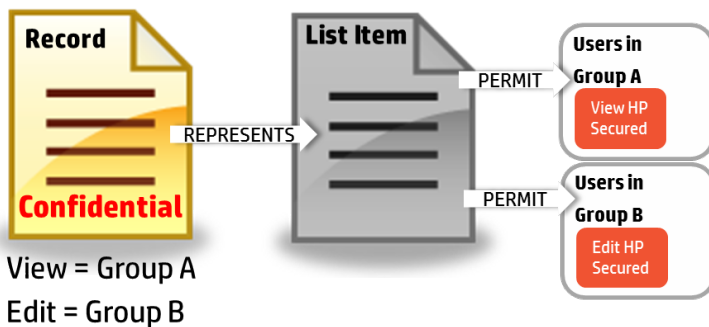 Record
Confidential
View = Group A
Edit = Group B
REPRESENTS
List Item
PERMIT
Users in
Group A
View HP
Secured
PERMIT
Users in
Group B
Edit HP
Secured